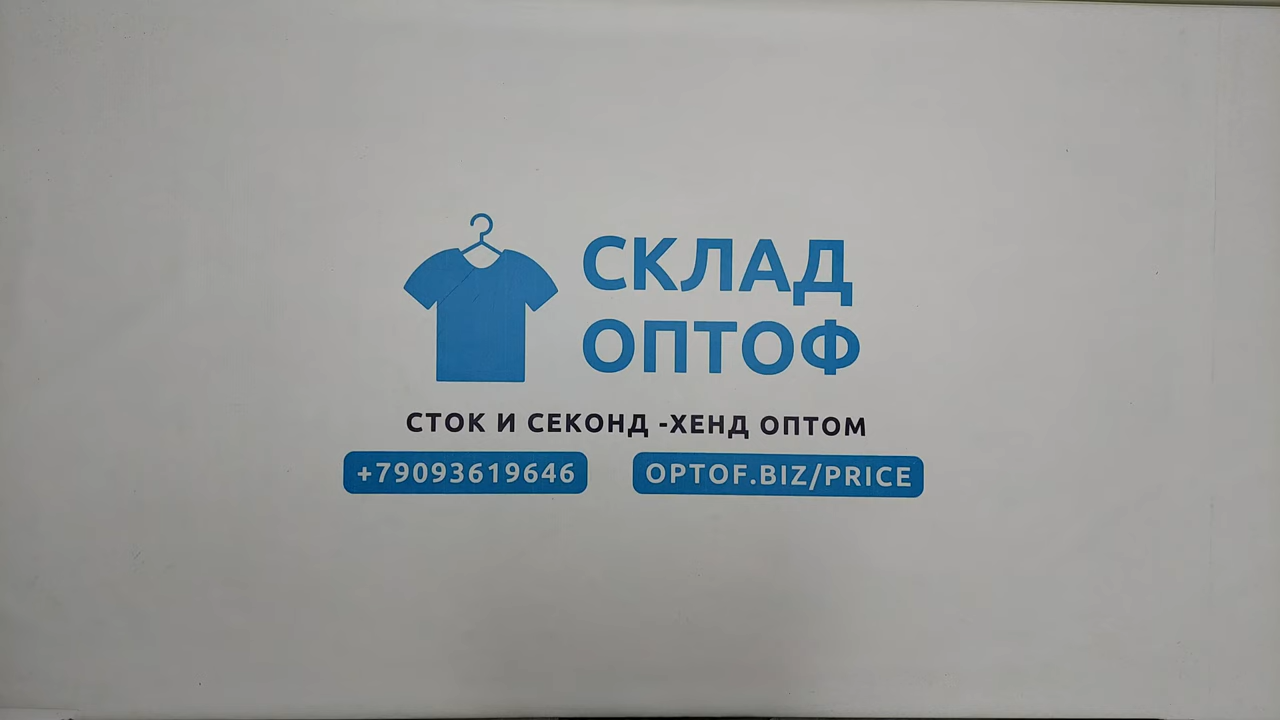 СКЛАД
ОПТОФ
СТОК И СЕКОНД -ХЕНД ОПТОМ
+79093619646
OPTOF.BIZ/PRICE